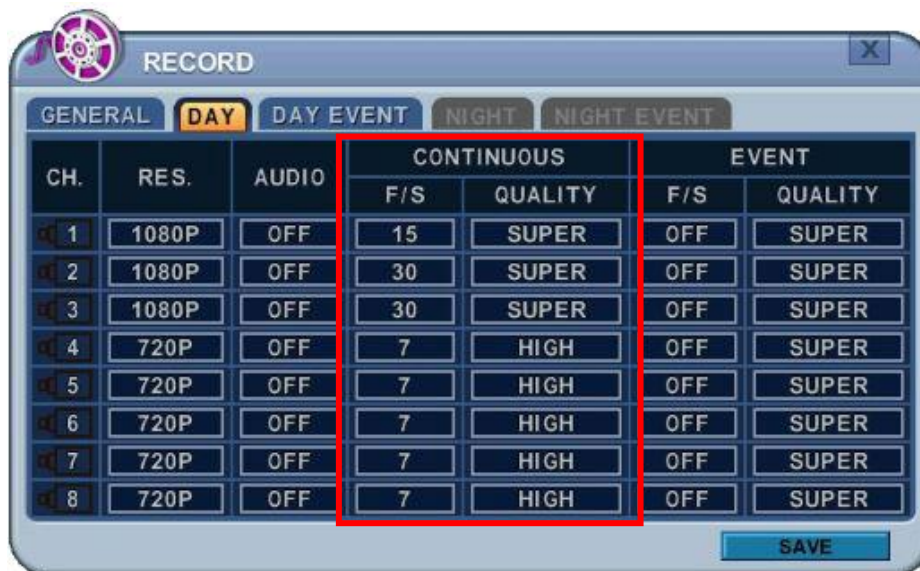 RECORD X
GENERAL DAY DAY EVENT NIGHT NIGHT EVENT
CH. RES. AUDIO CONTINUOUS EVENT
F/S QUALITY F/S QUALITY
1 1080P OFF 15 SUPER OFF SUPER
2 1080P OFF 30 SUPER OFF SUPER
3 1080P OFF 30 SUPER OFF SUPER
4 720P OFF 7 HIGH OFF SUPER
5 720P OFF 7 HIGH OFF SUPER
6 720P OFF 7 HIGH OFF SUPER
7 720P OFF 7 HIGH OFF SUPER
8 720P OFF 7 HIGH OFF SUPER
SAVE